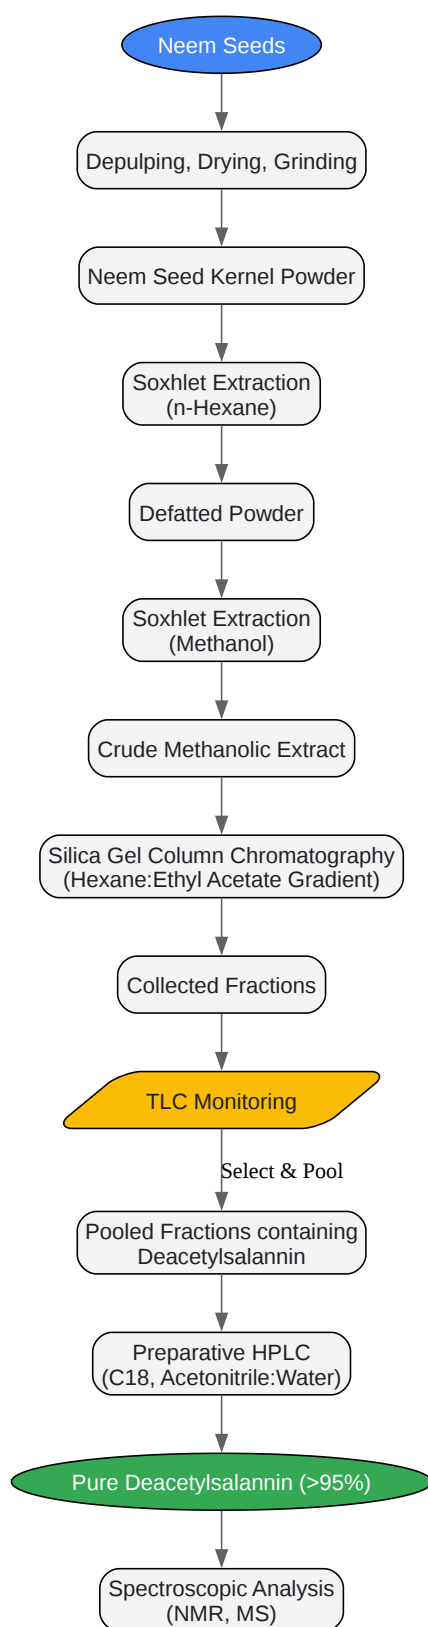 Neem Seeds
Depulping, Drying, Grinding
Neem Seed Kernel Powder
Soxhlet Extraction
(n-Hexane)
Defatted Powder
Soxhlet Extraction
(Methanol)
Crude Methanolic Extract
Silica Gel Column Chromatography
(Hexane:Ethyl Acetate Gradient)
Collected Fractions
TLC Monitoring
Select & Pool
Pooled Fractions containing
Deacetylsalannin
Preparative HPLC
(C18, Acetonitrile:Water)
Pure Deacetylsalannin (>95%)
Spectroscopic Analysis
(NMR, MS)